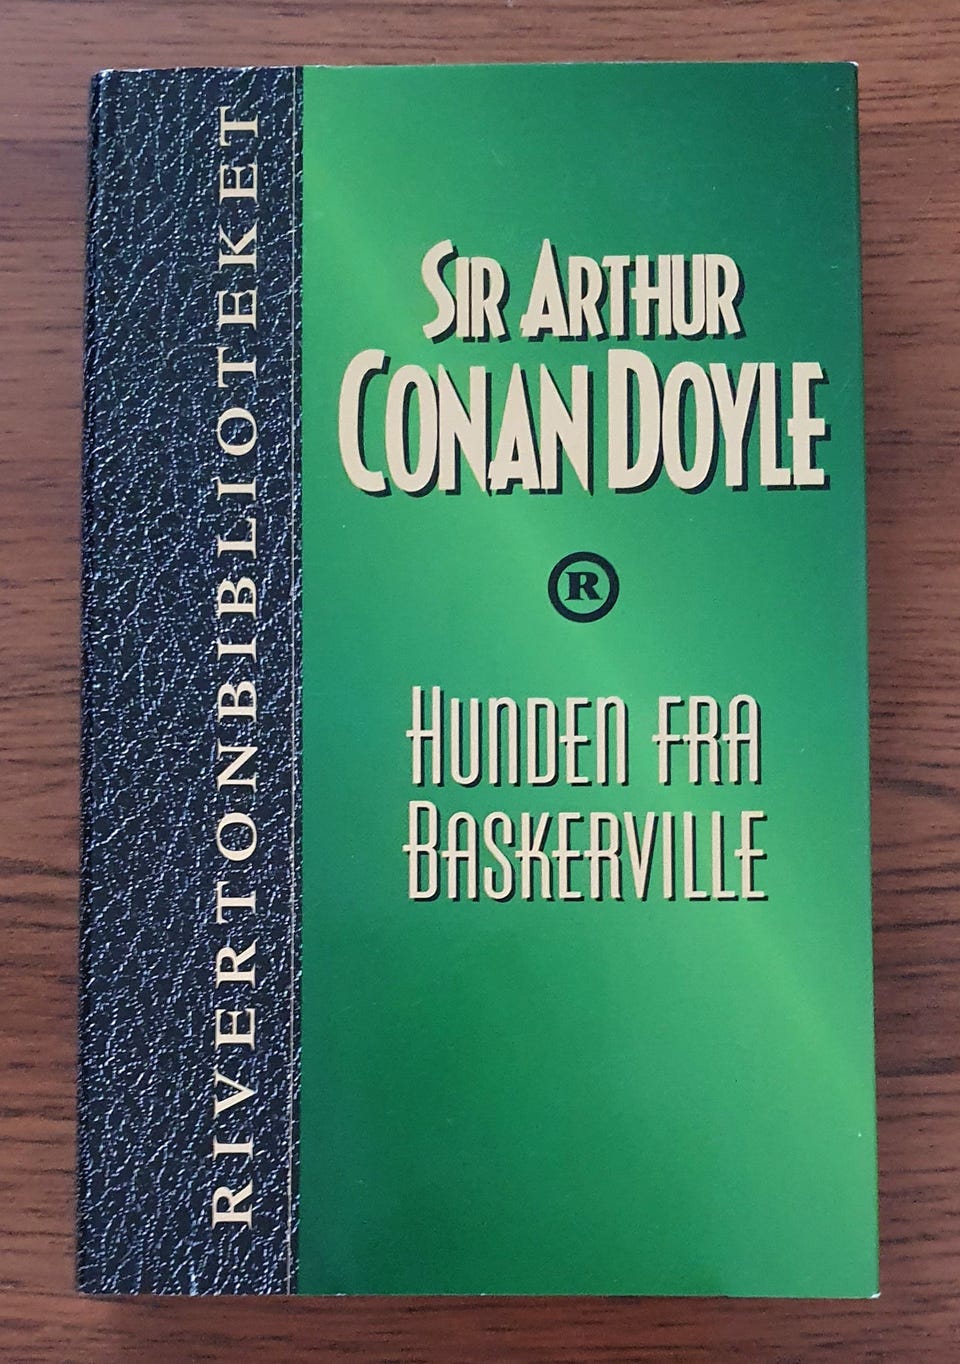 RIVERTONBIBLIOTEKET
SIR ARTHUR
CONAN DOYLE
R
HUNDEN FRA
BASKERVILLE